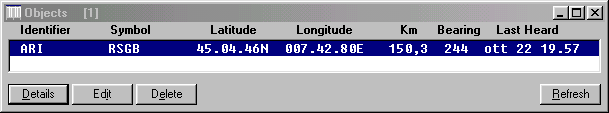 Objects [1]
Identifier Symbol Latitude Longitude Km Bearing Last Heard
ARI RSGB 45.04.46N 007.42.80E 150,3 244 ott 22 19.57
Details Edit Delete Refresh